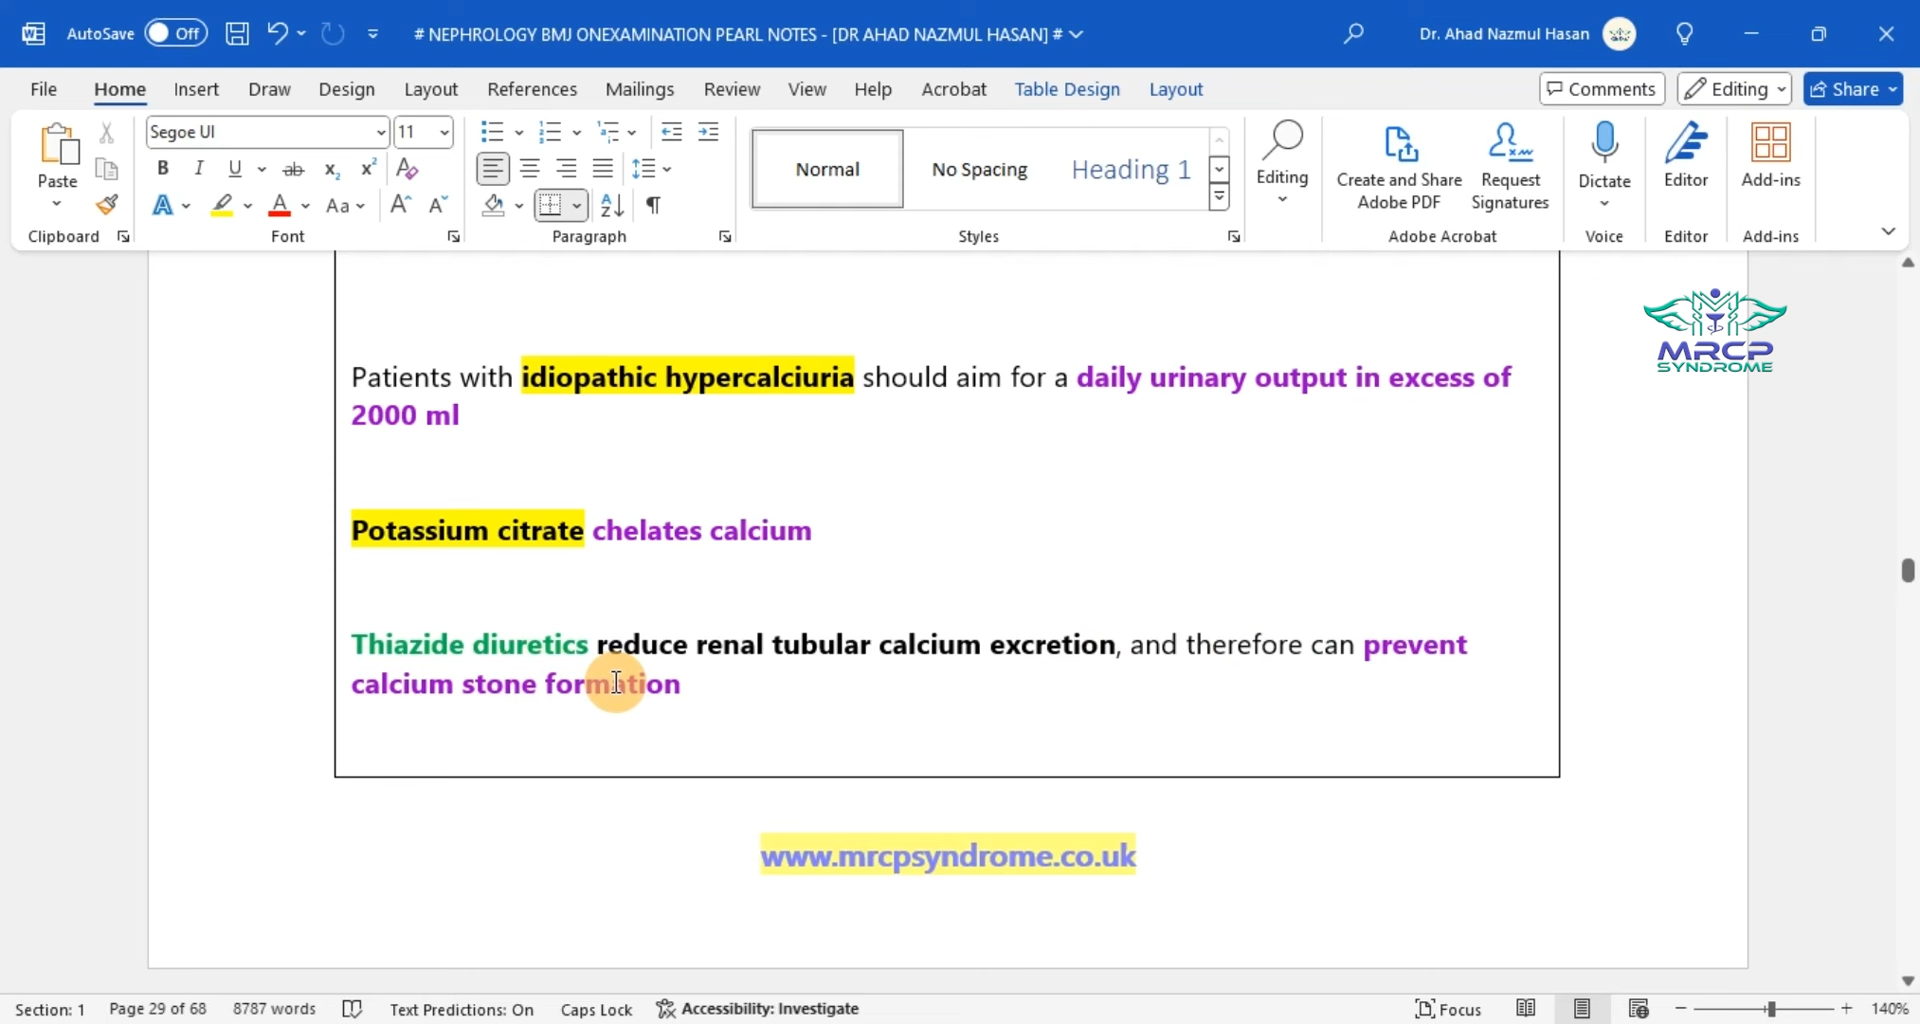 AutoSave Off # NEPHROLOGY BMJ ONEXAMINATION PEARL NOTES - [DR AHAD NAZMUL HASAN] # Dr. Ahad Nazmul Hasan
File Home Insert Draw Design Layout References Mailings Review View Help Acrobat Table Design Layout Comments Editing Share
Segoe UI 11
Normal No Spacing Heading 1
Paste Editing Create and Share Adobe PDF Request Signatures Dictate Editor Add-ins
Clipboard Font Paragraph Styles Adobe Acrobat Voice Editor Add-ins
MRCP
SYNDROME
Patients with idiopathic hypercalciuria should aim for a daily urinary output in excess of
2000 ml
Potassium citrate chelates calcium
Thiazide diuretics reduce renal tubular calcium excretion, and therefore can prevent
calcium stone formation
www.mrcpsyndrome.co.uk
Section: 1 Page 29 of 68 8787 words Text Predictions: On Caps Lock Accessibility: Investigate Focus 140%